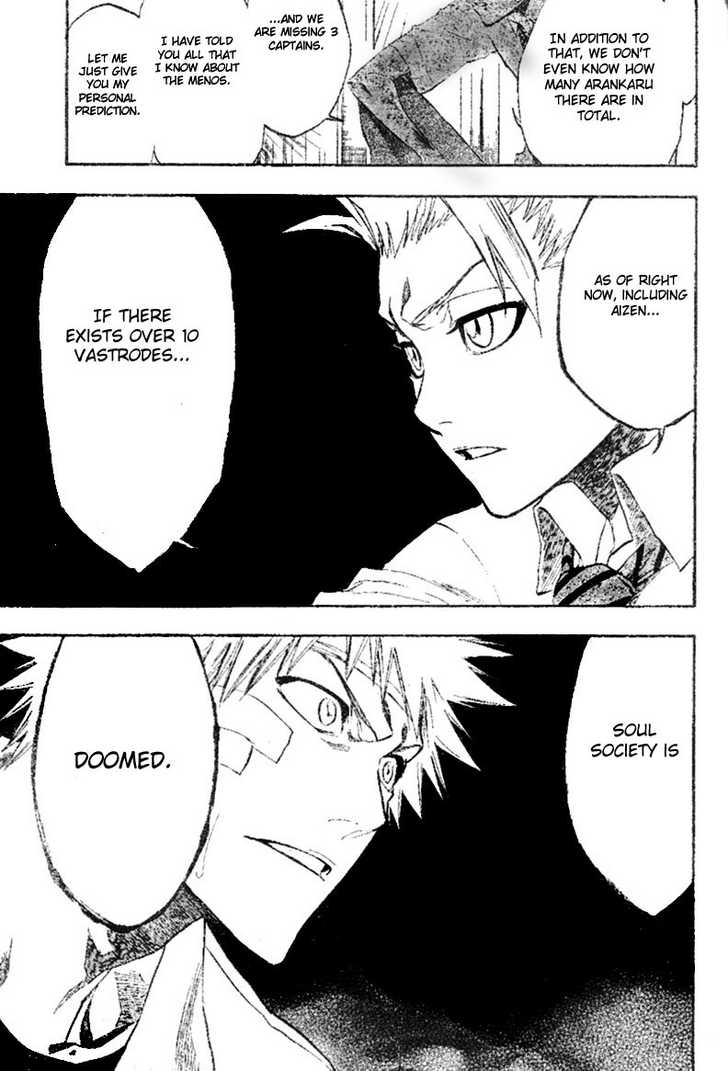 IN ADDITION TO
THAT, WE DON'T
EVEN KNOW HOW
MANY ARANKARU
THERE ARE IN
TOTAL.
...AND WE
ARE MISSING 3
CAPTAINS.
I HAVE TOLD
YOU ALL THAT
I KNOW ABOUT
THE MENOS.
LET ME
JUST GIVE
YOU MY
PERSONAL
PREDICTION.
AS OF RIGHT
NOW, INCLUDING
AIZEN...
IF THERE
EXISTS OVER 10
VASTRODES...
SOUL
SOCIETY IS
DOOMED.